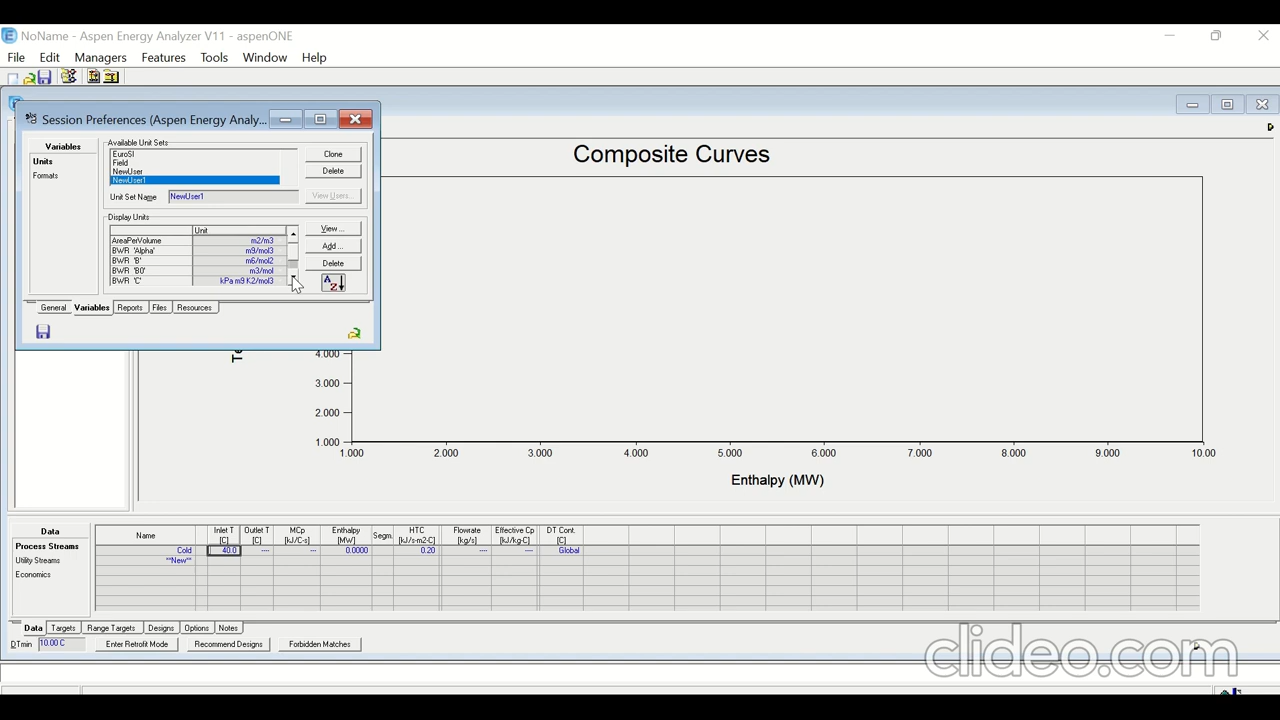 NoName - Aspen Energy Analyzer V11 - aspenONE
File Edit Managers Features Tools Window Help
Session Preferences (Aspen Energy Analy...
Variables
Units
Formats
Available Unit Sets
EuroSI
Field
NewUser
NewUser1
Clone
Delete
Unit Set Name NewUser1 View Users...
Display Units
Unit
AreaPerVolume m2/m3
BWR 'Alpha' m9/mol3
BWR 'B' m6/mol2
BWR 'B0' m3/mol
BWR 'C' kPa m9 K2/mol3
View ...
Add ...
Delete
General Variables Reports Files Resources
Composite Curves
4.000
3.000
2.000
1.000
1.000 2.000 3.000 4.000 5.000 6.000 7.000 8.000 9.000 10.00
Enthalpy (MW)
Data
Process Streams
Utility Streams
Economics
Name Inlet T [C] Outlet T [C] MCp [kJ/C-s] Enthalpy [MW] Segm. HTC [kJ/s-m2-C] Flowrate [kg/s] Effective Cp [kJ/kg-C] DT Cont. [C]
Cold 40.0 ---- --- 0.0000 0.20 ---- ---- Global
**New**
Data Targets Range Targets Designs Options Notes
DTmin 10.00 C Enter Retrofit Mode Recommend Designs Forbidden Matches
clideo.com